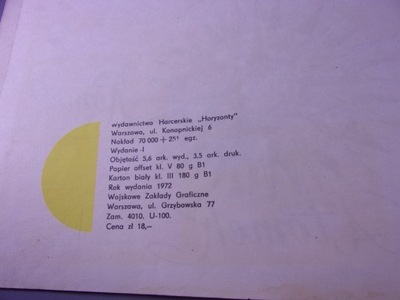 Wydawnictwo Harcerskie „Horyzonty"
Warszawa, ul. Konopnickiej 6
Nakład 70 000 + 251 egz.
Wydanie I
Objętość 5,6 ark. wyd., 3,5 ark. druk.
Papier offset kl. V 80 g B1
Karton biały kl. III 180 g B1
Rok wydania 1972
Wojskowe Zakłady Graficzne
Warszawa, ul. Grzybowska 77
Zam. 4010. U-100.
Cena zł 18,–